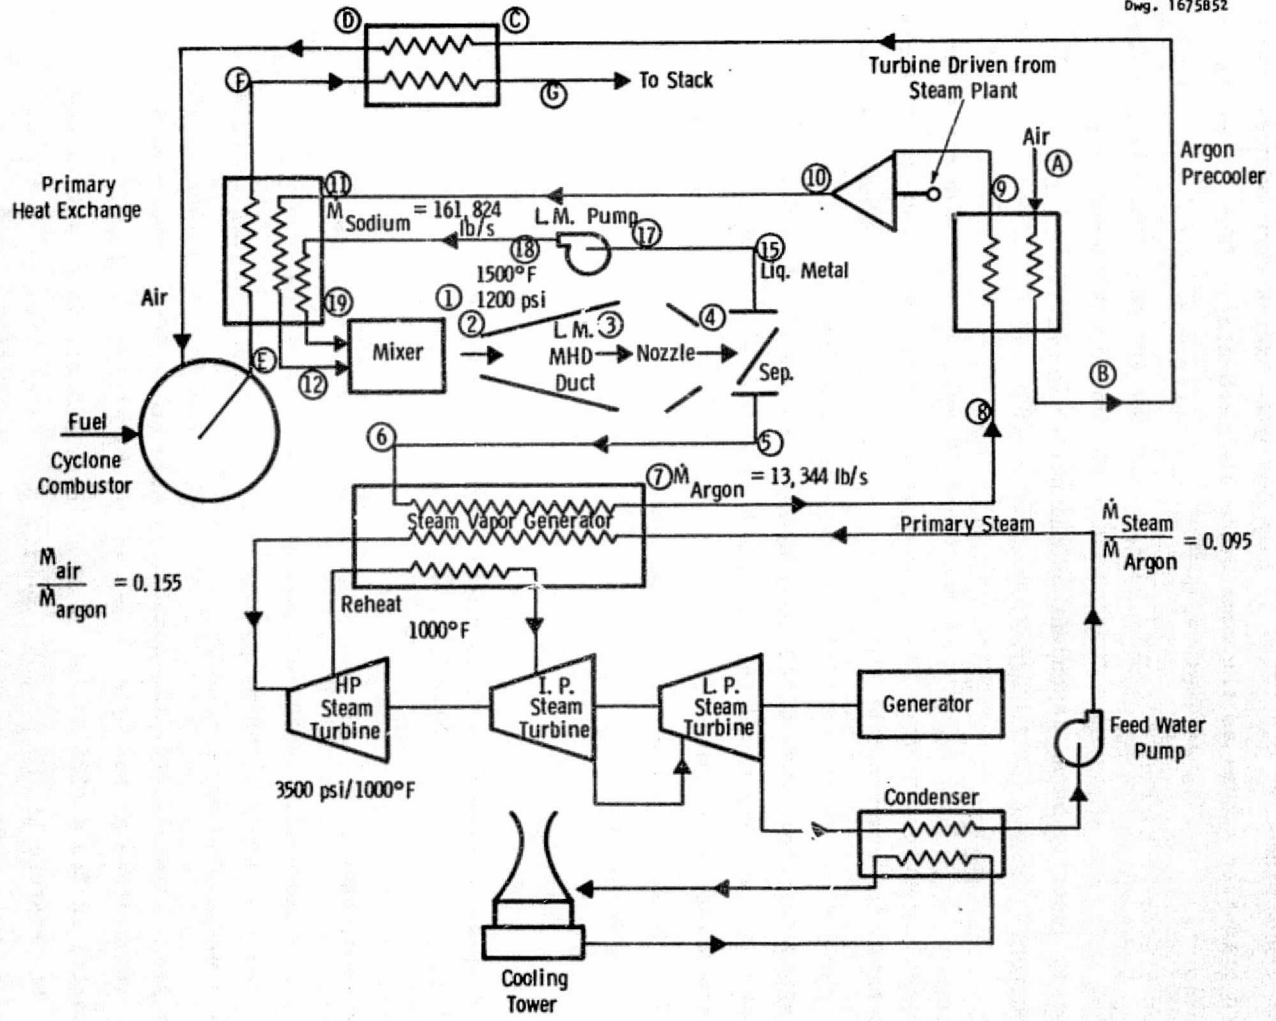 Dwg. 1675B52
D
C
Turbine Driven from
Steam Plant
F
To Stack
G
Air
A
Argon
Precooler
Primary
Heat Exchange
11
10
9
Ṁ Sodium = 161,824
lb/s
L.M. Pump
17
18
15
Liq. Metal
1500°F
1200 psi
Air
19
1
2
L.M.
3
4
MHD
Nozzle
Duct
Mixer
Sep.
E
12
B
Fuel
Cyclone
Combustor
6
5
8
7
Ṁ Argon = 13,344 lb/s
Steam Vapor Generator
Primary Steam
Ṁ Steam
Ṁ Argon
= 0.095
Ṁ air
Ṁ argon
= 0.155
Reheat
1000°F
HP
Steam
Turbine
I. P.
Steam
Turbine
L. P.
Steam
Turbine
Generator
Feed Water
Pump
3500 psi/1000°F
Condenser
Cooling
Tower